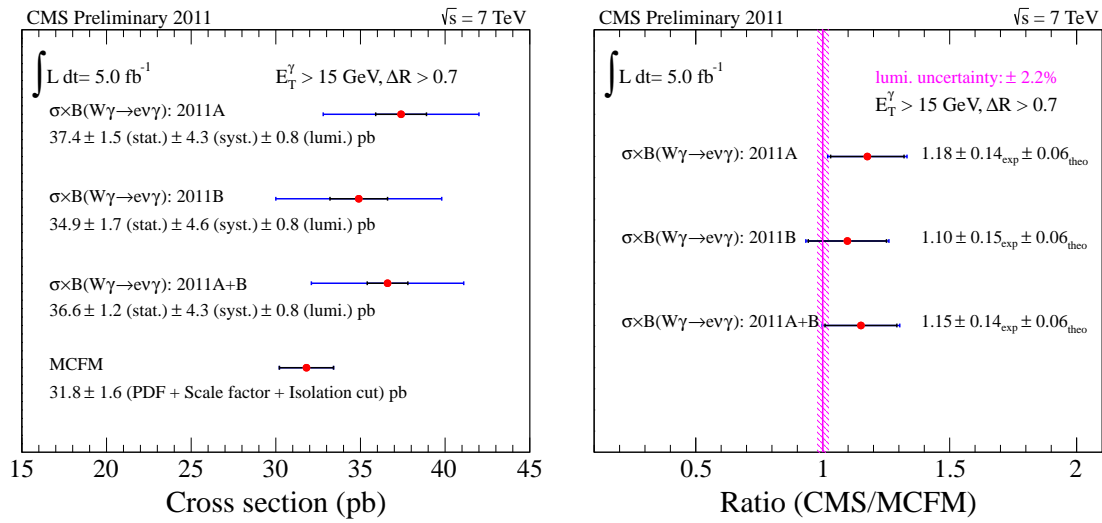 CMS Preliminary 2011 √s = 7 TeV
∫ L dt= 5.0 fb⁻¹ E_T^γ > 15 GeV, ΔR > 0.7
σ×B(Wγ→eνγ): 2011A
37.4 ± 1.5 (stat.) ± 4.3 (syst.) ± 0.8 (lumi.) pb
σ×B(Wγ→eνγ): 2011B
34.9 ± 1.7 (stat.) ± 4.6 (syst.) ± 0.8 (lumi.) pb
σ×B(Wγ→eνγ): 2011A+B
36.6 ± 1.2 (stat.) ± 4.3 (syst.) ± 0.8 (lumi.) pb
MCFM
31.8 ± 1.6 (PDF + Scale factor + Isolation cut) pb
15 20 25 30 35 40 45
Cross section (pb)
CMS Preliminary 2011 √s = 7 TeV
∫ L dt= 5.0 fb⁻¹ lumi. uncertainty: ± 2.2%
E_T^γ > 15 GeV, ΔR > 0.7
σ×B(Wγ→eνγ): 2011A 1.18 ± 0.14_exp ± 0.06_theo
σ×B(Wγ→eνγ): 2011B 1.10 ± 0.15_exp ± 0.06_theo
σ×B(Wγ→eνγ): 2011A+B 1.15 ± 0.14_exp ± 0.06_theo
0.5 1 1.5 2
Ratio (CMS/MCFM)